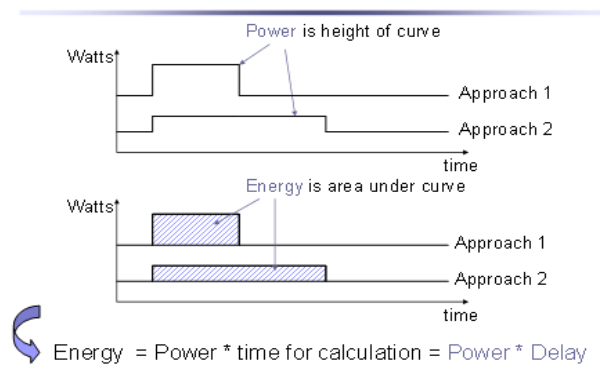 Power is height of curve
Watts
Approach 1
Approach 2
time
Energy is area under curve
Watts
Approach 1
Approach 2
time
Energy = Power * time for calculation = Power * Delay